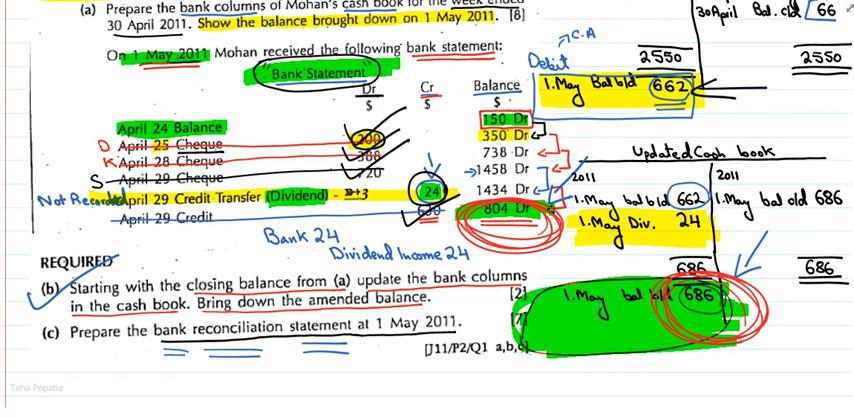 (a) Prepare the bank columns of Mohan's cash book for the week ended
30 April 2011. Show the balance brought down on 1 May 2011. [8]
On 1 May 2011 Mohan received the following bank statement:
"Bank Statement"
Dr Cr Balance
$ $ $
April 24 Balance 150 Dr
D April 25 Cheque 200 350 Dr
K April 28 Cheque 388 738 Dr
S April 29 Cheque 720 1458 Dr
Not Recorded April 29 Credit Transfer (Dividend) - 24 1434 Dr
April 29 Credit 630 804 Dr
Bank 24
Dividend Income 24
REQUIRED
(b) Starting with the closing balance from (a) update the bank columns
in the cash book. Bring down the amended balance. [2]
(c) Prepare the bank reconciliation statement at 1 May 2011. [7]
[J11/P2/Q1 a,b,c]
30 April Bal. c/d 66
Debit → C.A
2550 2550
1. May Bal b/d 662
Updated Cash book
2011 2011
1. May bal b/d 662 1. May bal c/d 686
1. May Div. 24
686 686
1. May bal b/d 686
Taha Popatia